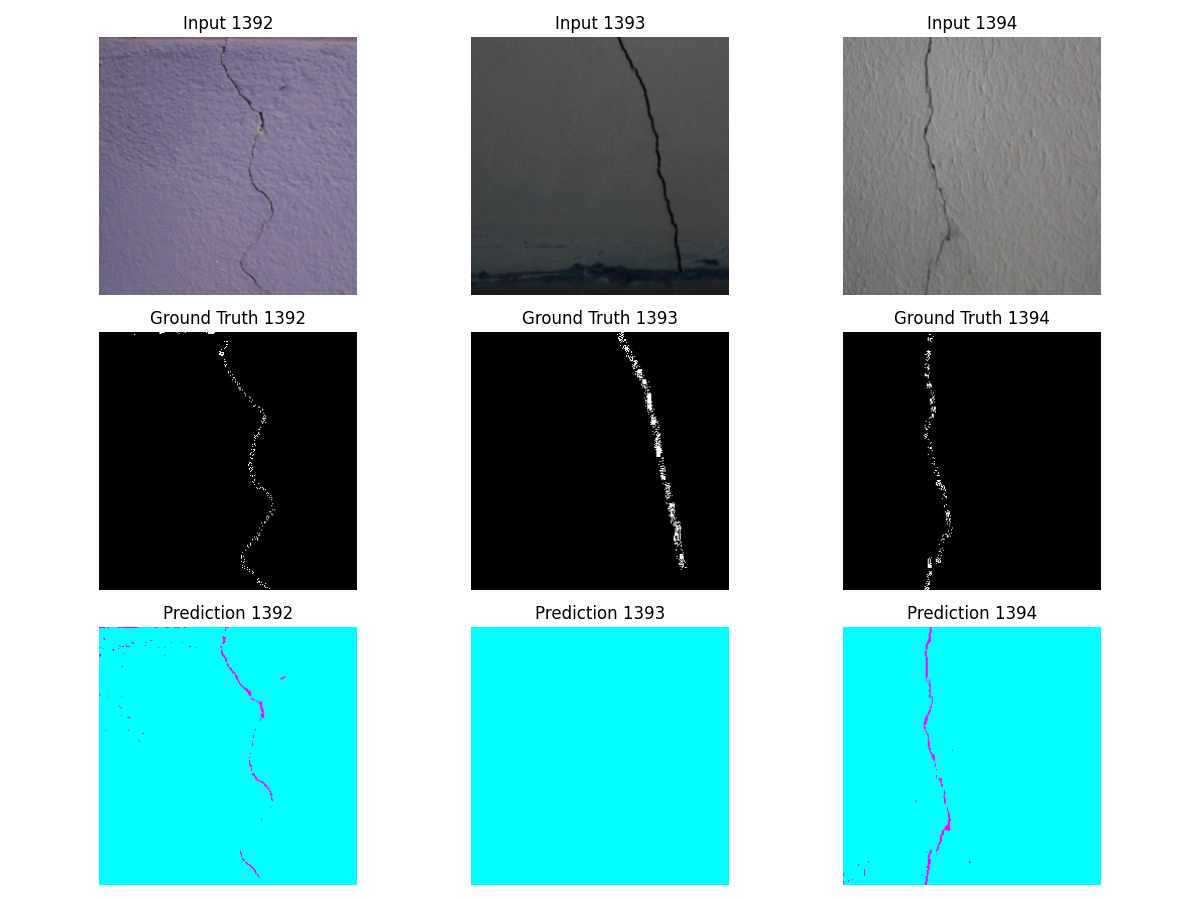 Input 1392
Input 1393
Input 1394
Ground Truth 1392
Ground Truth 1393
Ground Truth 1394
Prediction 1392
Prediction 1393
Prediction 1394